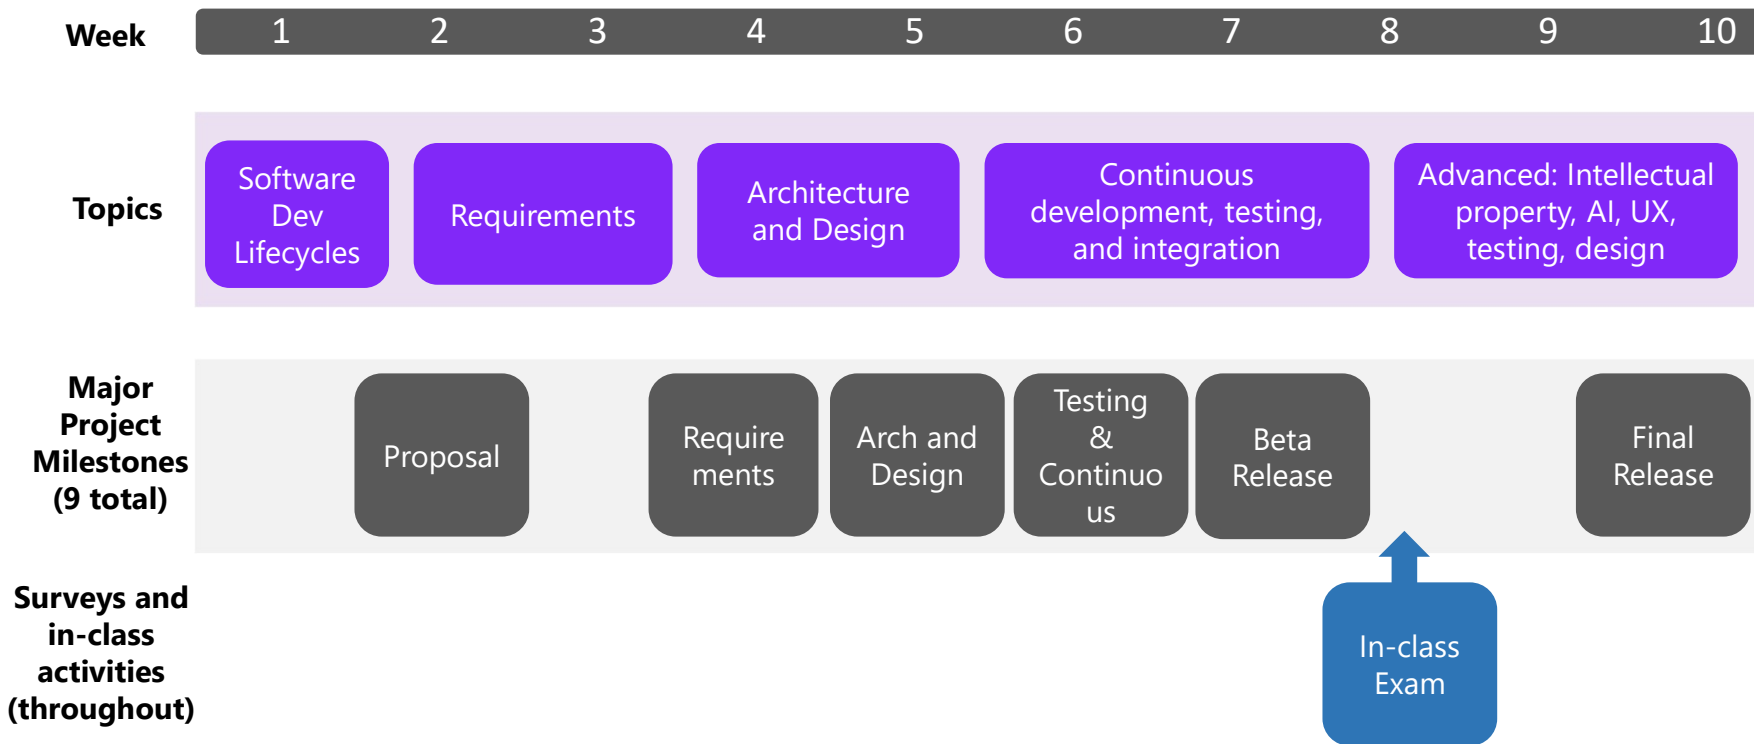 Week
1 2 3 4 5 6 7 8 9 10
Topics
Software
Dev
Lifecycles
Requirements
Architecture
and Design
Continuous
development, testing,
and integration
Advanced: Intellectual
property, AI, UX,
testing, design
Major
Project
Milestones
(9 total)
Proposal
Require
ments
Arch and
Design
Testing
&
Continuo
us
Beta
Release
Final
Release
Surveys and
in-class
activities
(throughout)
In-class
Exam